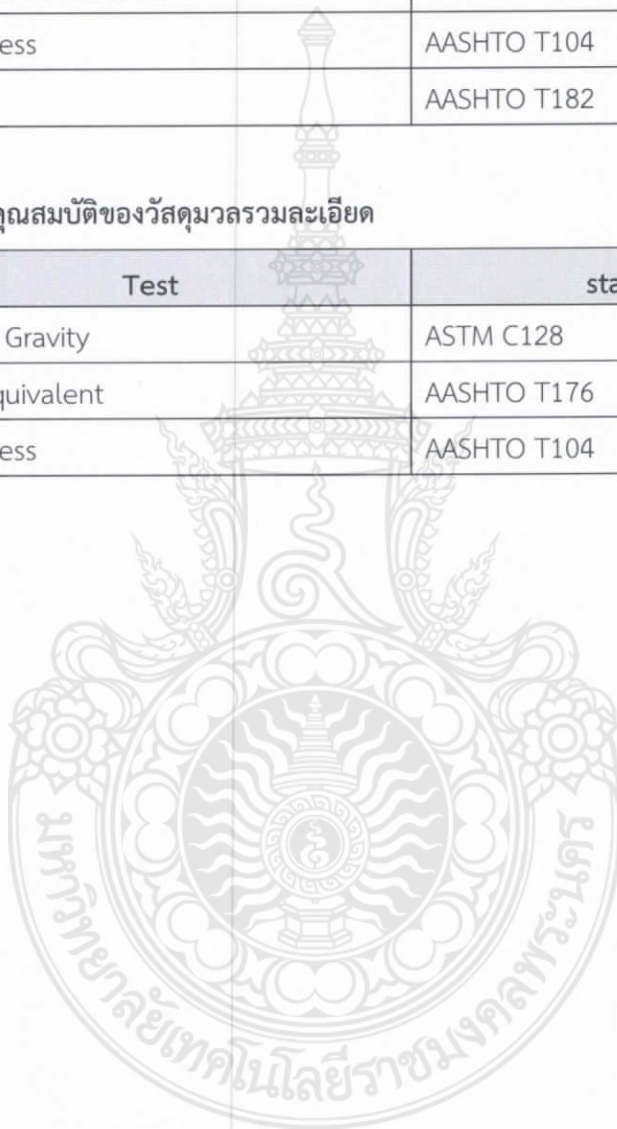 ess AASHTO T104
AASHTO T182
คุณสมบัติของวัสดุมวลรวมละเอียด
Test sta
Gravity ASTM C128
quivalent AASHTO T176
ess AASHTO T104
มหาวิทยาลัยเทคโนโลยีราชมงคลพระนคร